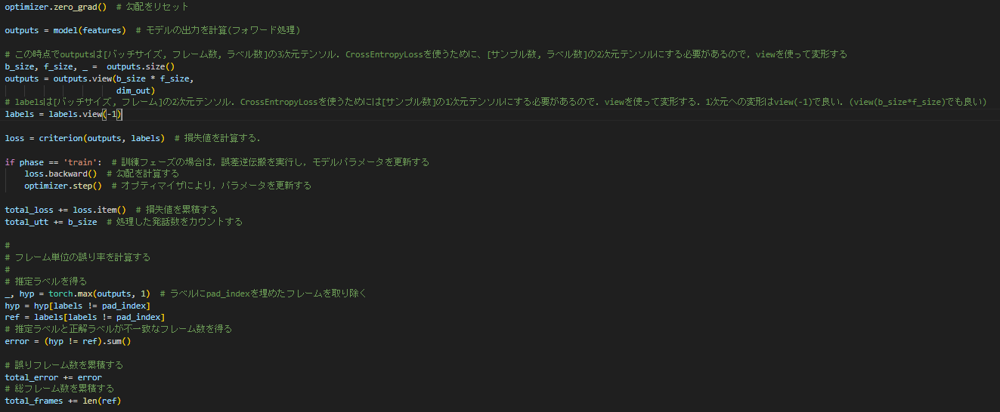 optimizer.zero_grad()  # 勾配をリセット
outputs = model(features)  # モデルの出力を計算(フォワード処理)
# この時点でoutputsは[バッチサイズ, フレーム数, ラベル数]の3次元テンソル. CrossEntropyLossを使うために、[サンプル数, ラベル数]の2次元テンソルにする必要があるので, viewを使って変形する
b_size, f_size, _ =  outputs.size()
outputs = outputs.view(b_size * f_size,
                       dim_out)
# labelsは[バッチサイズ, フレーム]の2次元テンソル. CrossEntropyLossを使うためには[サンプル数]の1次元テンソルにする必要があるので. viewを使って変形する. 1次元への変形はview(-1)で良い. (view(b_size*f_size)でも良い)
labels = labels.view(-1)
loss = criterion(outputs, labels)  # 損失値を計算する.
if phase == 'train':  # 訓練フェーズの場合は, 誤差逆伝搬を実行し, モデルパラメータを更新する
    loss.backward()  # 勾配を計算する
    optimizer.step()  # オプティマイザにより, パラメータを更新する
total_loss += loss.item()  # 損失値を累積する
total_utt += b_size  # 処理した発話数をカウントする
#
# フレーム単位の誤り率を計算する
#
# 推定ラベルを得る
_, hyp = torch.max(outputs, 1)  # ラベルにpad_indexを埋めたフレームを取り除く
hyp = hyp[labels != pad_index]
ref = labels[labels != pad_index]
# 推定ラベルと正解ラベルが不一致なフレーム数を得る
error = (hyp != ref).sum()
# 誤りフレーム数を累積する
total_error += error
# 総フレーム数を累積する
total_frames += len(ref)